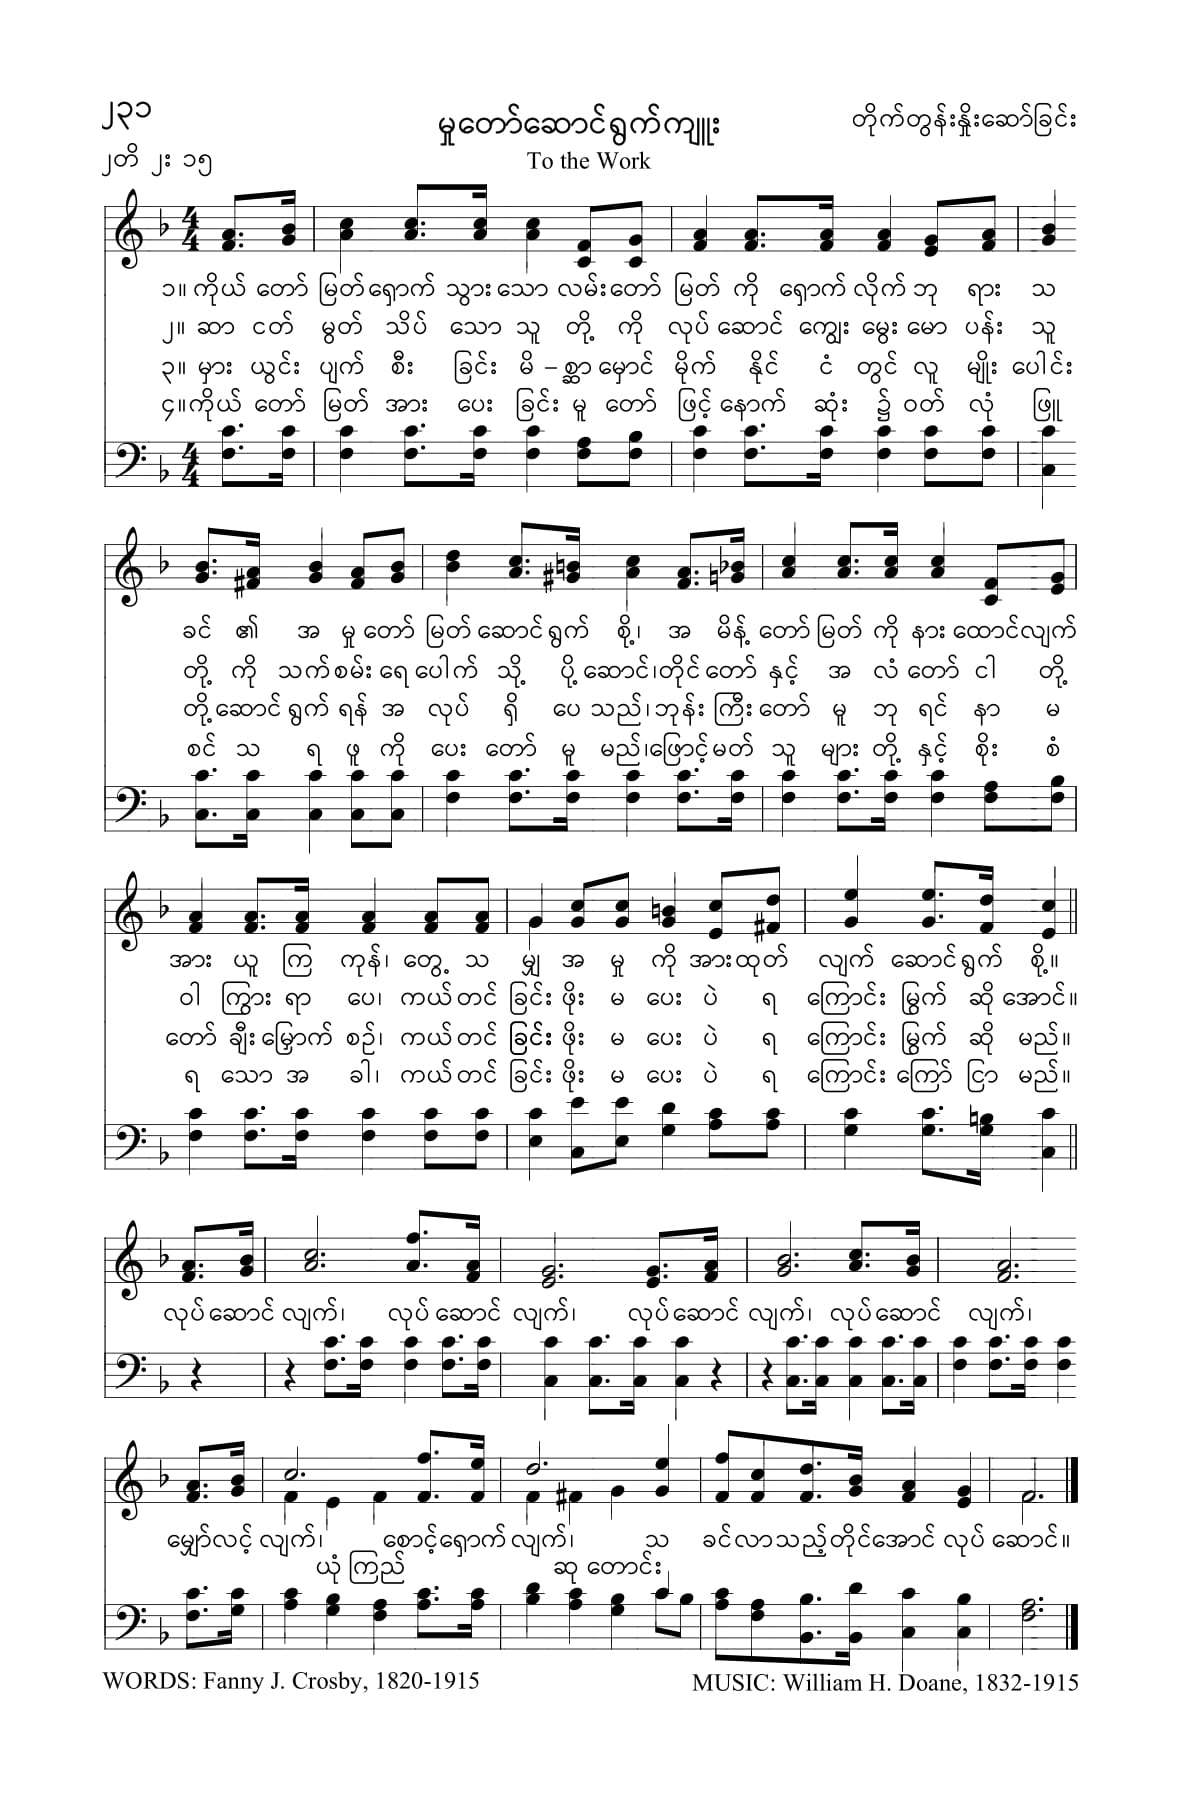 ၂၃၁
မှုတော်ဆောင်ရွက်ကျူး
တိုက်တွန်းနှိုးဆော်ခြင်း
၂တိ ၂း ၁၅
To the Work
၁။ ကိုယ် တော် မြတ် ရှောက် သွား သော လမ်း တော် မြတ် ကို ရှောက် လိုက် ဘု ရား သ
၂။ ဆာ ငတ် မွတ် သိပ် သော သူ တို့ ကို လုပ် ဆောင် ကျွေး မွေး မော ပန်း သူ
၃။ မှား ယွင်း ပျက် စီး ခြင်း မိ – စ္ဆာ မှောင် မိုက် နိုင် ငံ တွင် လူ မျိုး ပေါင်း
၄။ ကိုယ် တော် မြတ် အား ပေး ခြင်း မူ တော် ဖြင့် နောက် ဆုံး ၌ ဝတ် လုံ ဖြူ
ခင် ၏ အ မှု တော် မြတ် ဆောင် ရွက် စို့၊ အ မိန့် တော် မြတ် ကို နား ထောင် လျက်
တို့ ကို သက် စမ်း ရေ ပေါက် သို့ ပို့ ဆောင်၊ တိုင် တော် နှင့် အ လံ တော် ငါ တို့
တို့ ဆောင် ရွက် ရန် အ လုပ် ရှိ ပေ သည်၊ ဘုန်း ကြီး တော် မူ ဘု ရင် နာ မ
စင် သ ရ ဖူ ကို ပေး တော် မူ မည်၊ ဖြောင့် မတ် သူ များ တို့ နှင့် စိုး စံ
အား ယူ ကြ ကုန်၊ တွေ့ သ မျှ အ မှု ကို အား ထုတ် လျက် ဆောင် ရွက် စို့။
ဝါ ကြွား ရာ ပေ၊ ကယ် တင် ခြင်း ဖိုး မ ပေး ပဲ ရ ကြောင်း မြွက် ဆို အောင်။
တော် ချီး မြှောက် စဉ်၊ ကယ် တင် ခြင်း ဖိုး မ ပေး ပဲ ရ ကြောင်း မြွက် ဆို မည်။
ရ သော အ ခါ၊ ကယ် တင် ခြင်း ဖိုး မ ပေး ပဲ ရ ကြောင်း ကြော် ငြာ မည်။
လုပ် ဆောင် လျက်၊ လုပ် ဆောင် လျက်၊ လုပ် ဆောင် လျက်၊ လုပ် ဆောင် လျက်၊
မျှော် လင့် လျက်၊ စောင့် ရှောက် လျက်၊ သ ခင် လာ သည့် တိုင် အောင် လုပ် ဆောင်။
ယုံ ကြည် ဆု တောင်း၊
WORDS: Fanny J. Crosby, 1820-1915
MUSIC: William H. Doane, 1832-1915